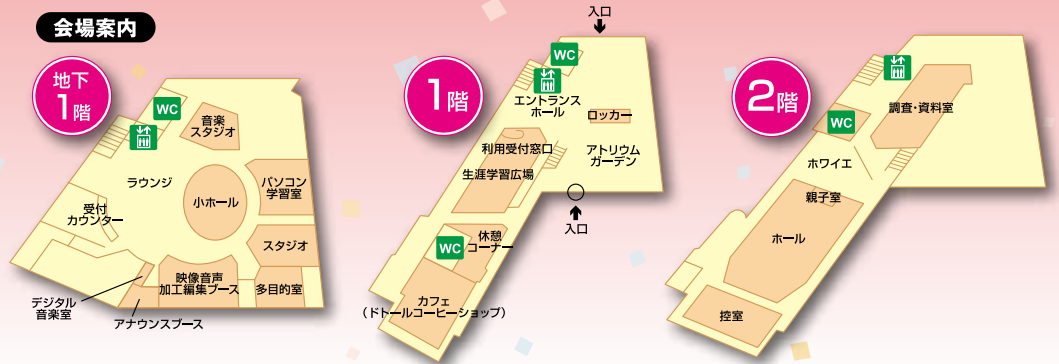 会場案内
地下
1階
WC
音楽
スタジオ
ラウンジ
小ホール
パソコン
学習室
受付
カウンター
スタジオ
映像音声
加工編集ブース
多目的室
デジタル
音楽室
アナウンスブース
1階
入口
WC
エントランス
ホール
ロッカー
利用受付窓口
アトリウム
ガーデン
生涯学習広場
入口
WC
休憩
コーナー
カフェ
(ドトールコーヒーショップ)
2階
調査・資料室
WC
ホワイエ
親子室
ホール
控室